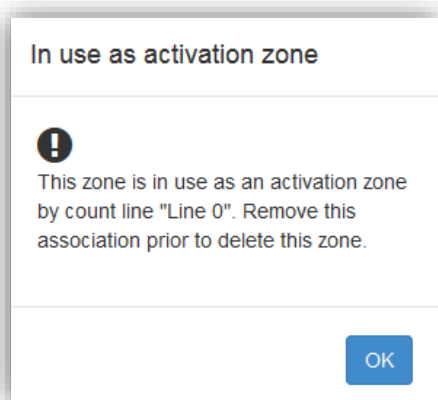 In use as activation zone
This zone is in use as an activation zone
by count line "Line 0". Remove this
association prior to delete this zone.
OK